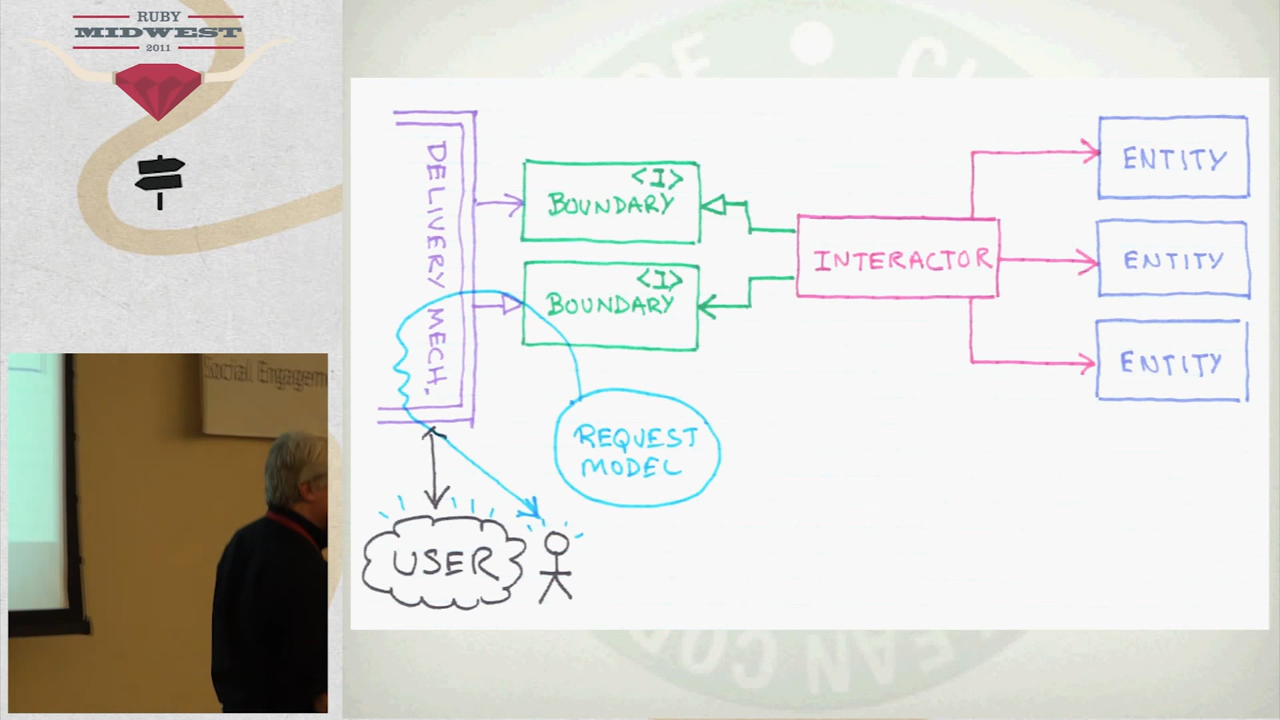 RUBY
MIDWEST
2011
Social Engagem
DELIVERY MECH.
<I>
BOUNDARY
<I>
BOUNDARY
INTERACTOR
ENTITY
ENTITY
ENTITY
REQUEST
MODEL
USER